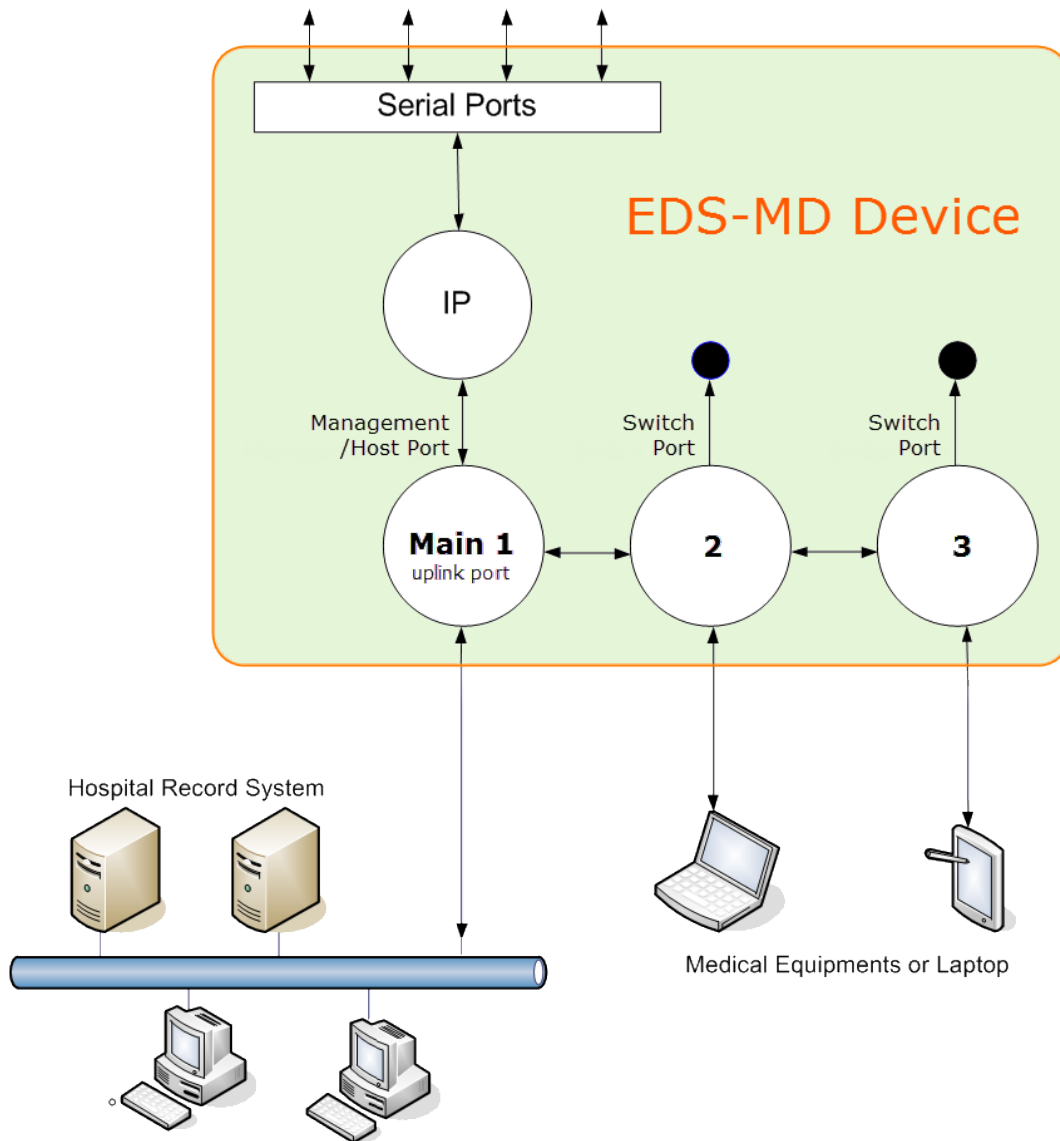 Serial Ports
EDS-MD Device
IP
Management
/Host Port
Switch
Port
Switch
Port
Main 1
uplink port
2
3
Hospital Record System
Medical Equipments or Laptop